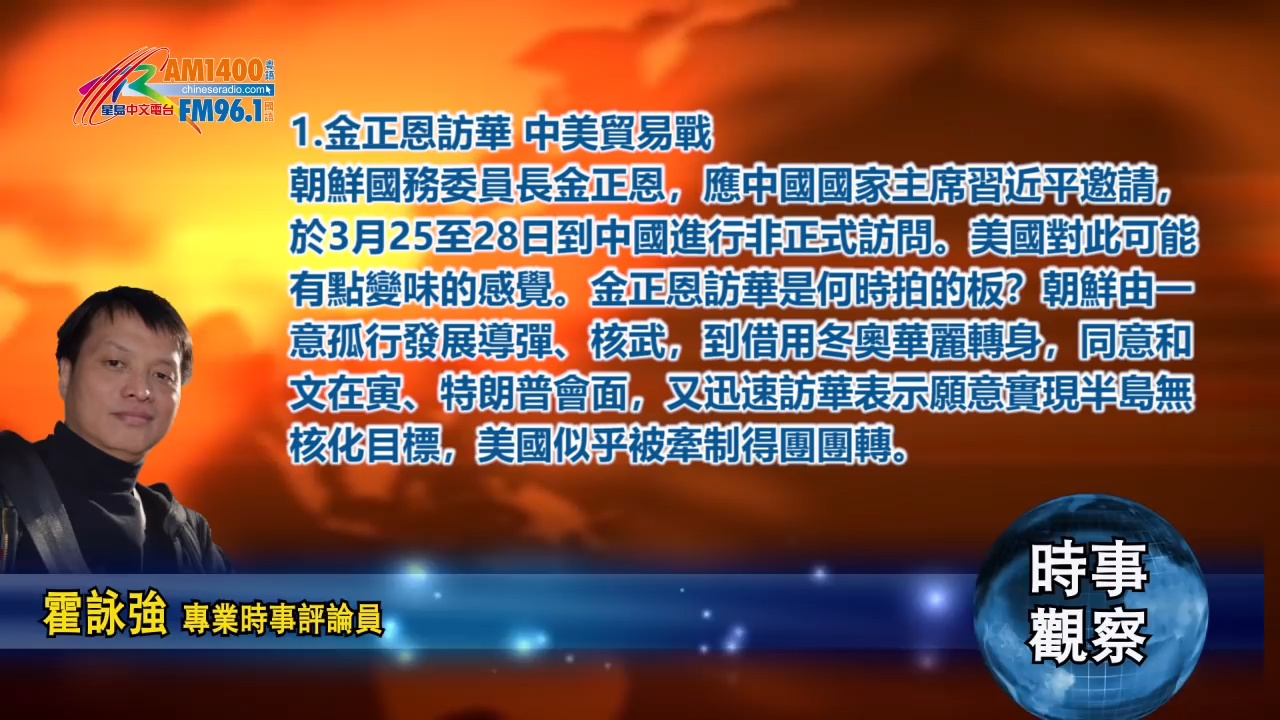 AM1400
粵語
chineseradio.com
星島中文電台
FM96.1
國語
1.金正恩訪華 中美貿易戰
朝鮮國務委員長金正恩，應中國國家主席習近平邀請，
於3月25至28日到中國進行非正式訪問。美國對此可能
有點變味的感覺。金正恩訪華是何時拍的板？朝鮮由一
意孤行發展導彈、核武，到借用冬奧華麗轉身，同意和
文在寅、特朗普會面，又迅速訪華表示願意實現半島無
核化目標，美國似乎被牽制得團團轉。
霍詠強 專業時事評論員
時事
觀察